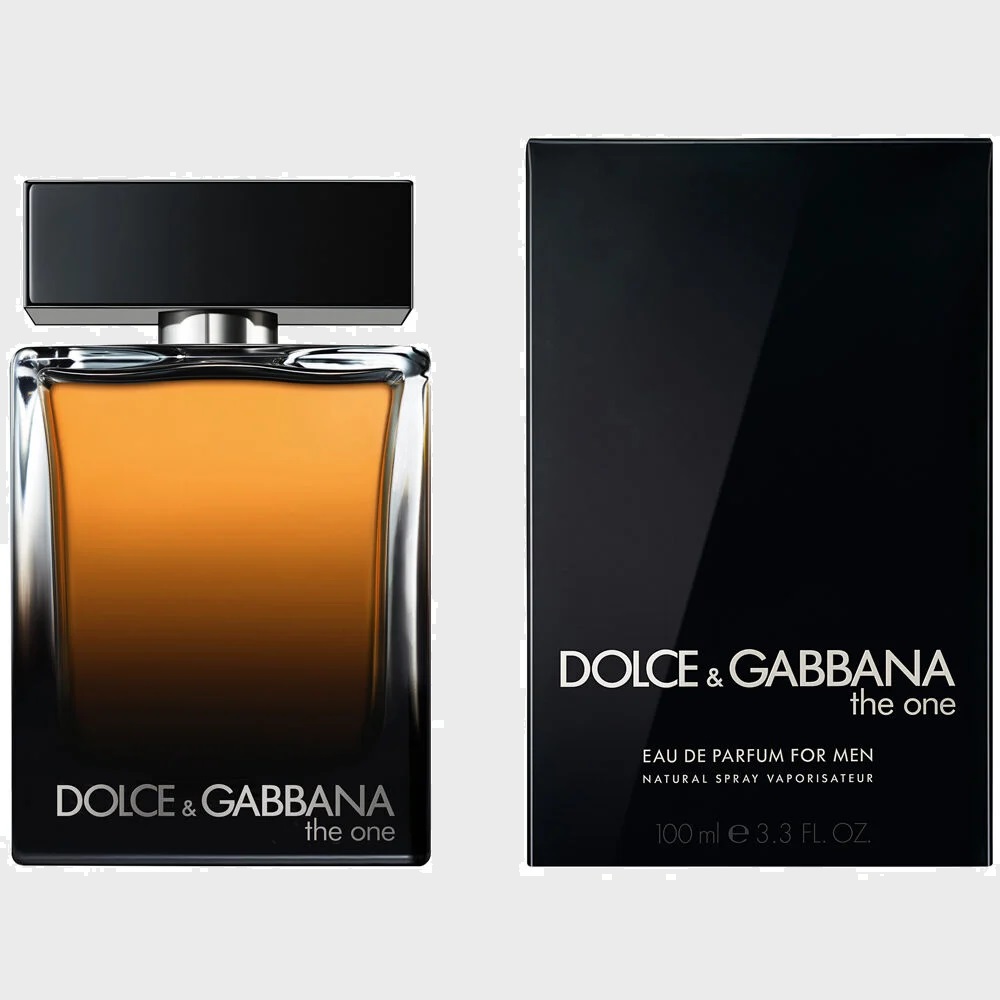 DOLCE & GABBANA
the one
DOLCE & GABBANA
the one
EAU DE PARFUM FOR MEN
NATURAL SPRAY VAPORISATEUR
100 ml e 3.3 FL. OZ.